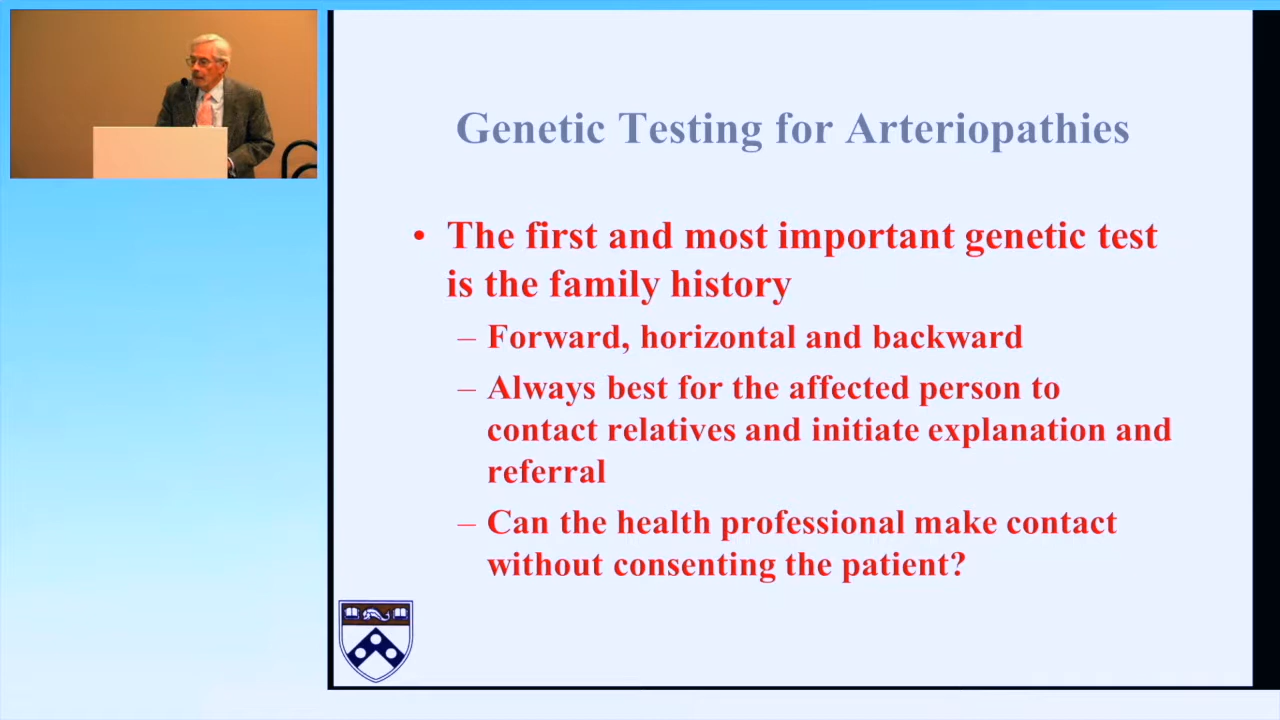 Genetic Testing for Arteriopathies
• The first and most important genetic test
is the family history
– Forward, horizontal and backward
– Always best for the affected person to
contact relatives and initiate explanation and
referral
– Can the health professional make contact
without consenting the patient?